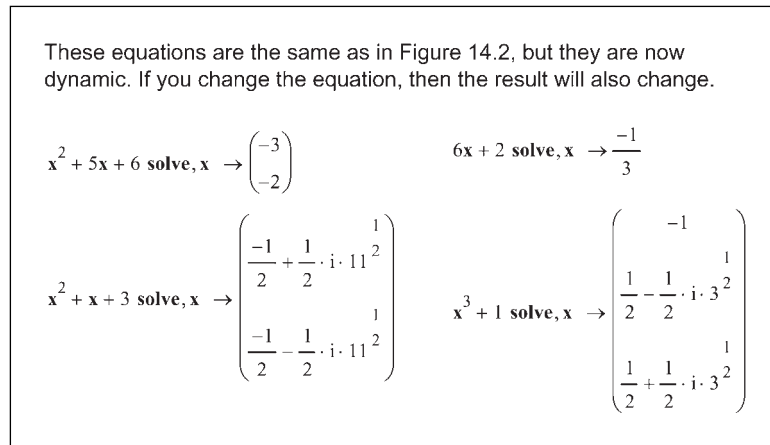 These equations are the same as in Figure 14.2, but they are now
dynamic. If you change the equation, then the result will also change.
x² + 5x + 6 solve, x → (−3
−2)
6x + 2 solve, x → −1/3
x² + x + 3 solve, x → (−1/2 + 1/2 · i · 11^(1/2)
−1/2 − 1/2 · i · 11^(1/2))
x³ + 1 solve, x → (−1
1/2 − 1/2 · i · 3^(1/2)
1/2 + 1/2 · i · 3^(1/2))